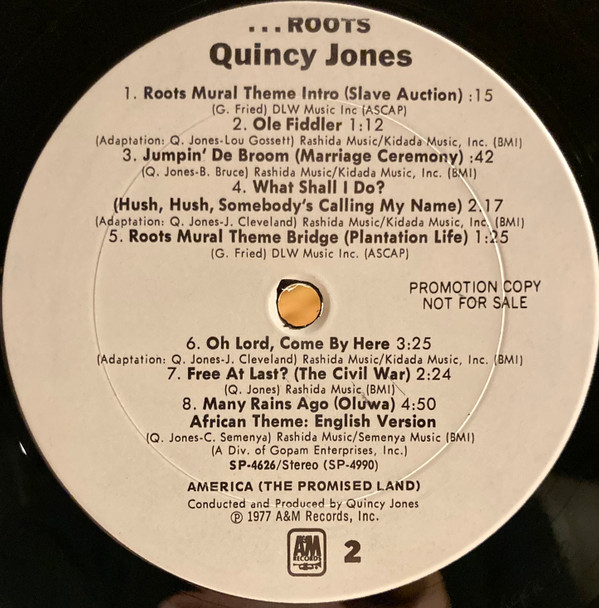 ...ROOTS
Quincy Jones
1. Roots Mural Theme Intro (Slave Auction) :15
(G. Fried) DLW Music Inc (ASCAP)
2. Ole Fiddler 1:12
(Adaptation: Q. Jones-Lou Gossett) Rashida Music/Kidada Music, Inc. (BMI)
3. Jumpin' De Broom (Marriage Ceremony) :42
(Q. Jones-B. Bruce) Rashida Music/Kidada Music, Inc. (BMI)
4. What Shall I Do?
(Hush, Hush, Somebody's Calling My Name) 2:17
(Adaptation: Q. Jones-J. Cleveland) Rashida Music/Kidada Music, Inc. (BMI)
5. Roots Mural Theme Bridge (Plantation Life) 1:25
(G. Fried) DLW Music Inc. (ASCAP)
PROMOTION COPY
NOT FOR SALE
6. Oh Lord, Come By Here 3:25
(Adaptation: Q. Jones-J. Cleveland) Rashida Music/Kidada Music, Inc. (BMI)
7. Free At Last? (The Civil War) 2:24
(Q. Jones) Rashida Music (BMI)
8. Many Rains Ago (Oluwa) 4:50
African Theme: English Version
(Q. Jones-C. Semenya) Rashida Music/Semenya Music (BMI)
(A Div. of Gopam Enterprises, Inc.)
SP-4626/Stereo (SP-4990)
AMERICA (THE PROMISED LAND)
Conducted and Produced by Quincy Jones
℗ 1977 A&M Records, Inc.
A&M
RECORDS
2